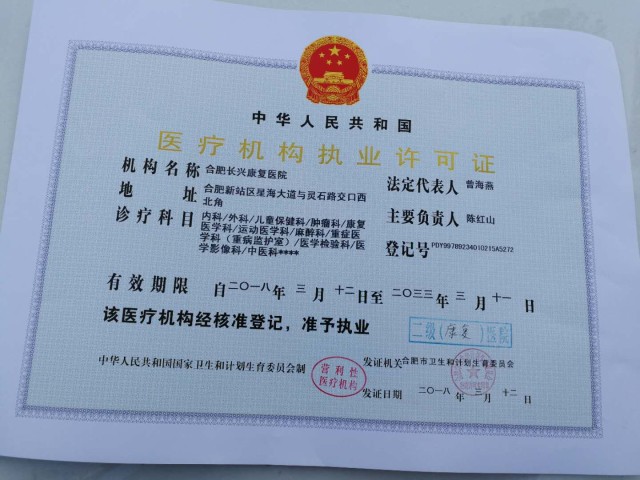 中华人民共和国
医疗机构执业许可证
机构名称 合肥长兴康复医院
法定代表人 曾海燕
地址 合肥新站区星海大道与灵石路交口西
北角
主要负责人 陈红山
诊疗科目 内科/外科/儿童保健科/肿瘤科/康复
医学科/运动医学科/麻醉科/重症医
学科（重病监护室）/医学检验科/医
学影像科/中医科****
登记号 PDY99789234010215A5272
有效期限 自二〇一八年 三 月 十二 日至 二〇三三年 三 月 十一 日
该医疗机构经核准登记，准予执业
二级(康复)医院
中华人民共和国国家卫生和计划生育委员会制
营利性
医疗机构
发证机关 合肥市卫生和计划生育委员会
发证日期 二〇一八 年 三 月 十二 日